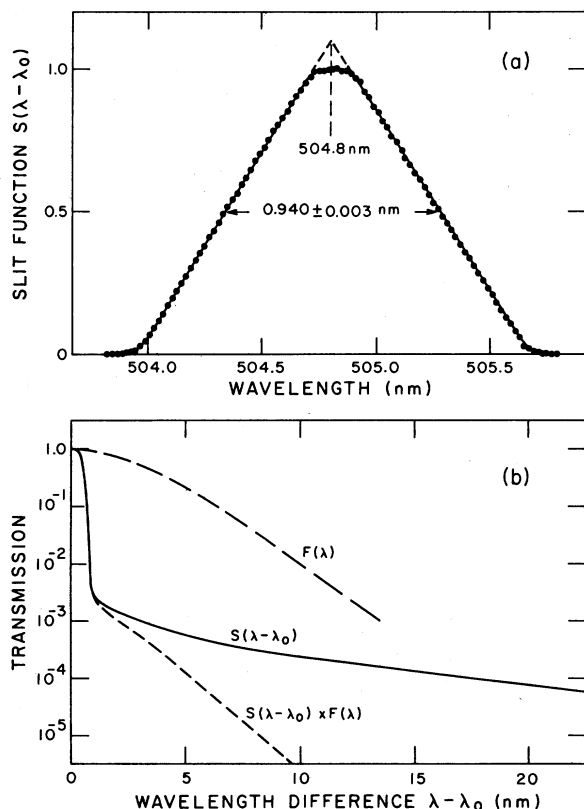 (a)
SLIT FUNCTION S(λ-λ₀)
1.0
0.5
0
504.8 nm
0.940±0.003 nm
504.0 504.5 505.0 505.5
WAVELENGTH (nm)
(b)
TRANSMISSION
1.0
10⁻¹
10⁻²
10⁻³
10⁻⁴
10⁻⁵
F(λ)
S(λ-λ₀)
S(λ-λ₀) x F(λ)
0 5 10 15 20
WAVELENGTH DIFFERENCE λ-λ₀ (nm)